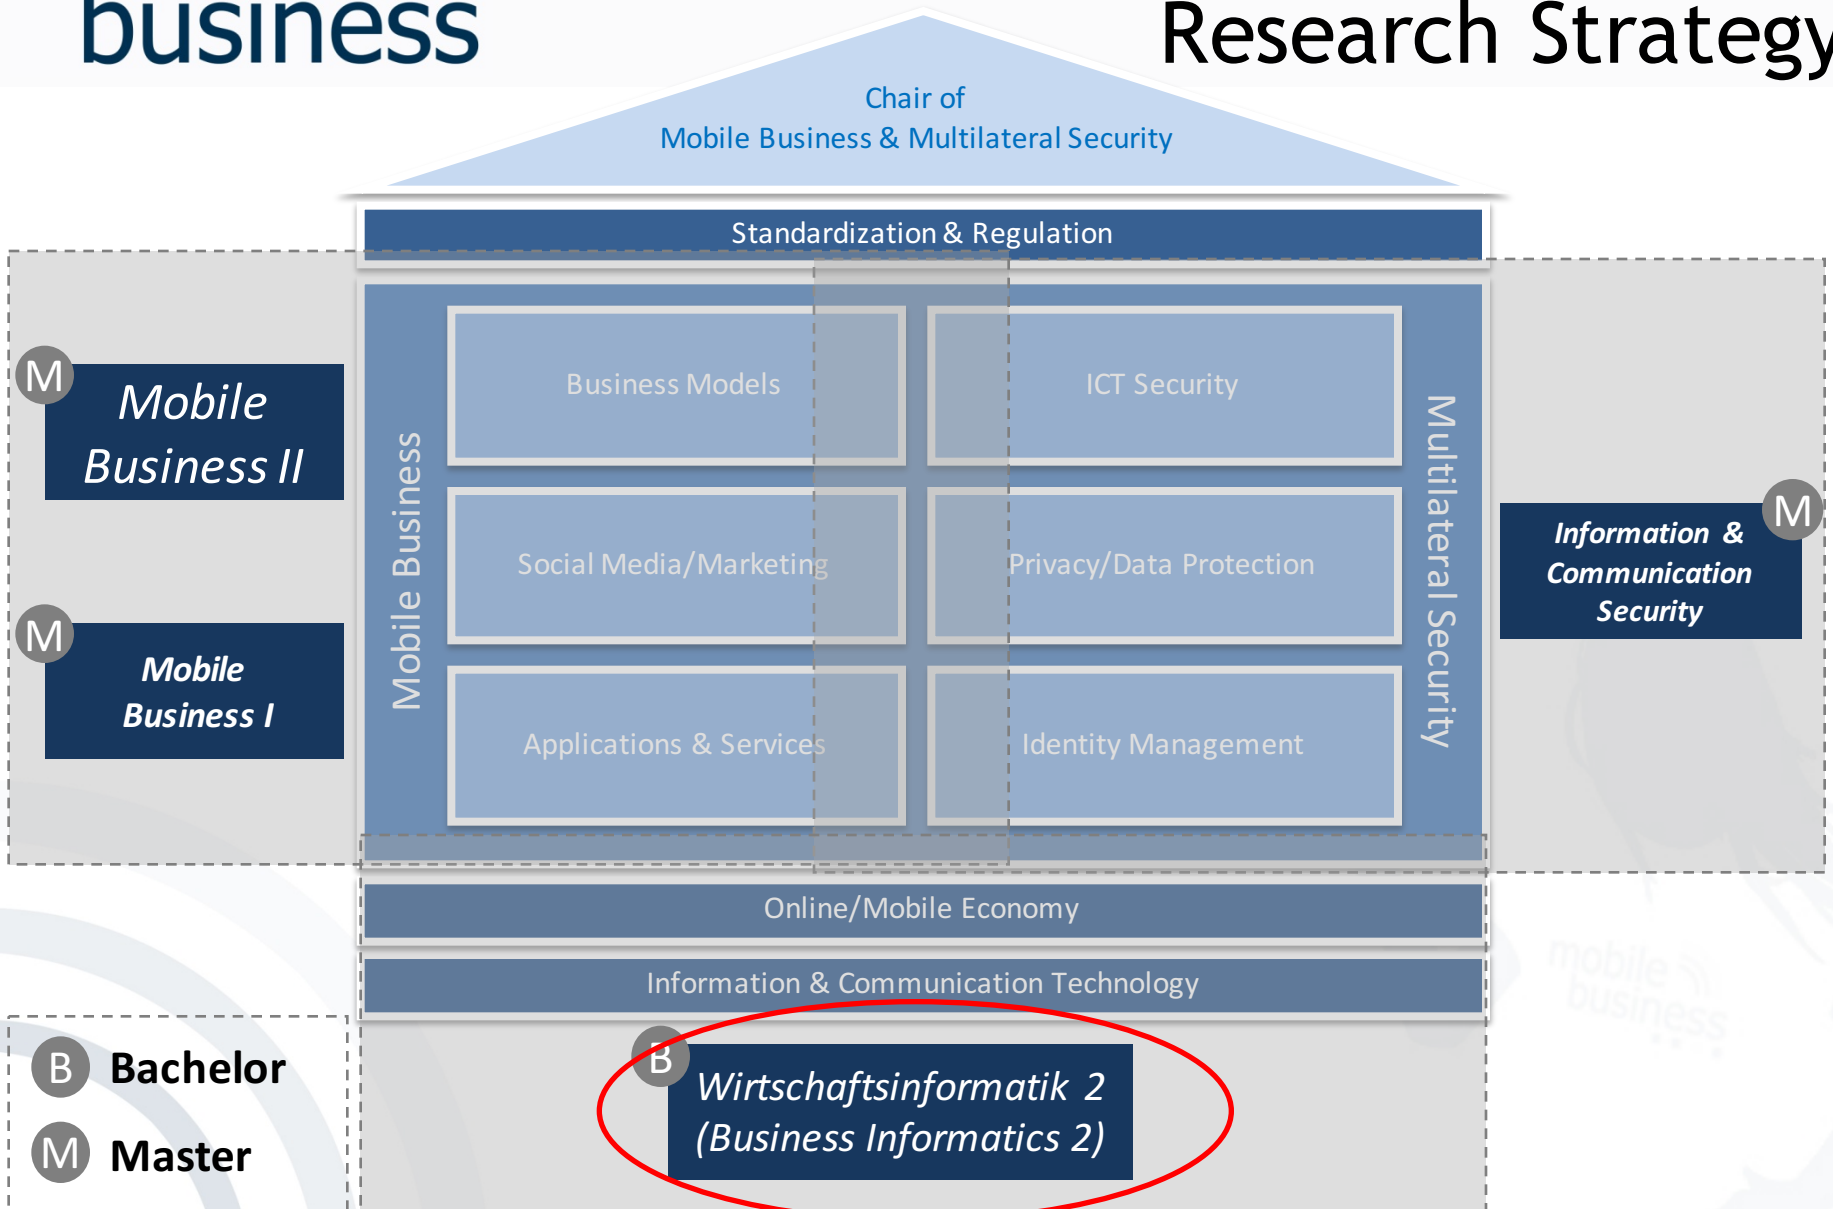 business
Research Strategy
Chair of
Mobile Business & Multilateral Security
Standardization & Regulation
M
Mobile
Business II
M
Mobile
Business I
Mobile Business
Business Models
ICT Security
Social Media/Marketing
Privacy/Data Protection
Applications & Services
Identity Management
Multilateral Security
M
Information &
Communication
Security
Online/Mobile Economy
Information & Communication Technology
mobile
business
B
Wirtschaftsinformatik 2
(Business Informatics 2)
B Bachelor
M Master